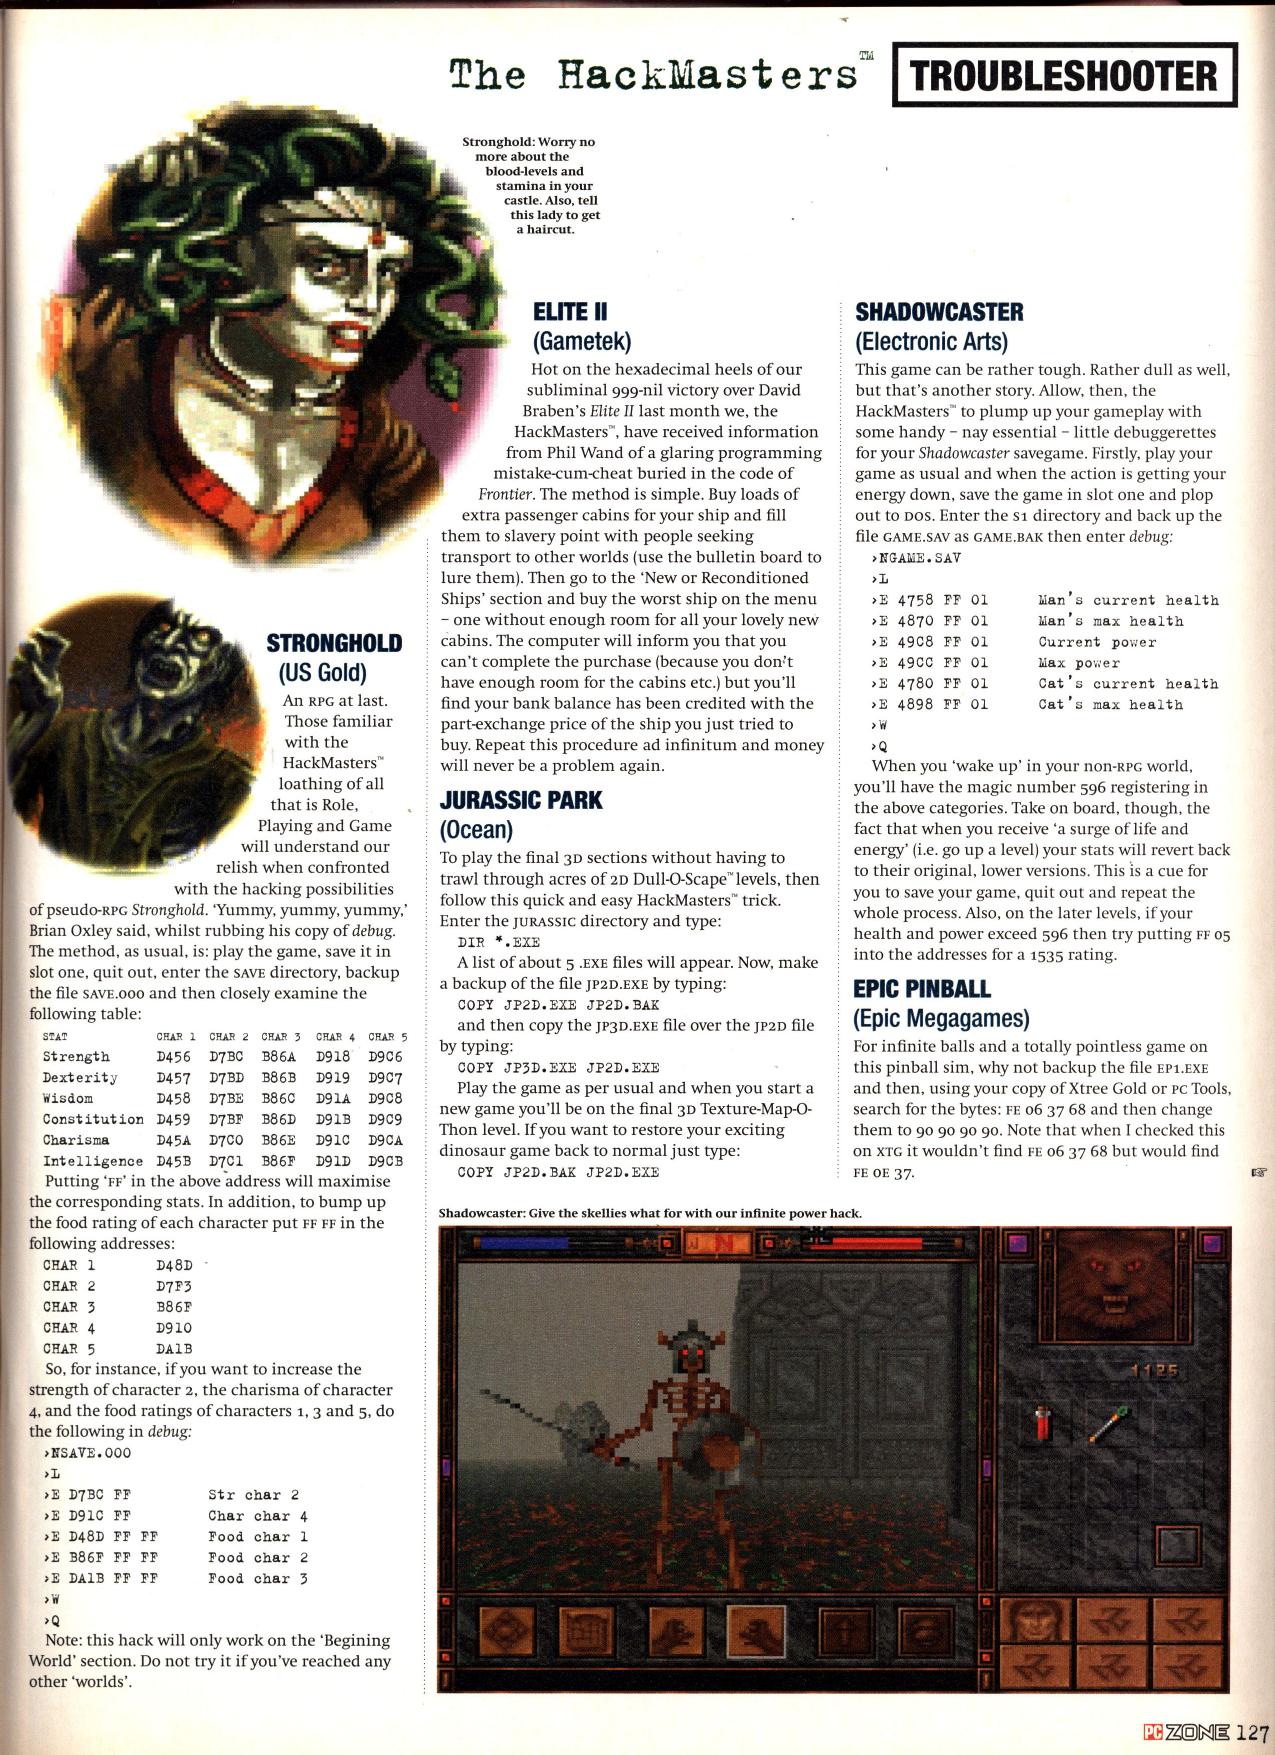 The HackMasters™
TROUBLESHOOTER
Stronghold: Worry no
more about the
blood-levels and
stamina in your
castle. Also, tell
this lady to get
a haircut.
STRONGHOLD
(US Gold)
An RPG at last.
Those familiar
with the
HackMasters™
loathing of all
that is Role,
Playing and Game
will understand our
relish when confronted
with the hacking possibilities
of pseudo-RPG Stronghold. 'Yummy, yummy, yummy,'
Brian Oxley said, whilst rubbing his copy of debug.
The method, as usual, is: play the game, save it in
slot one, quit out, enter the SAVE directory, backup
the file SAVE.000 and then closely examine the
following table:
STAT CHAR 1 CHAR 2 CHAR 3 CHAR 4 CHAR 5
Strength D456 D7BC B86A D918 D9C6
Dexterity D457 D7BD B86B D919 D9C7
Wisdom D458 D7BE B86C D91A D9C8
Constitution D459 D7BF B86D D91B D9C9
Charisma D45A D7C0 B86E D91C D9CA
Intelligence D45B D7C1 B86F D91D D9CB
Putting 'FF' in the above address will maximise
the corresponding stats. In addition, to bump up
the food rating of each character put FF FF in the
following addresses:
CHAR 1 D48D
CHAR 2 D7F3
CHAR 3 B86F
CHAR 4 D910
CHAR 5 DA1B
So, for instance, if you want to increase the
strength of character 2, the charisma of character
4, and the food ratings of characters 1, 3 and 5, do
the following in debug:
>NSAVE.000
>L
>E D7BC FF Str char 2
>E D91C FF Char char 4
>E D48D FF FF Food char 1
>E B86F FF FF Food char 2
>E DA1B FF FF Food char 3
>W
>Q
Note: this hack will only work on the 'Begining
World' section. Do not try it if you've reached any
other 'worlds'.
ELITE II
(Gametek)
Hot on the hexadecimal heels of our
subliminal 999-nil victory over David
Braben's Elite II last month we, the
HackMasters™, have received information
from Phil Wand of a glaring programming
mistake-cum-cheat buried in the code of
Frontier. The method is simple. Buy loads of
extra passenger cabins for your ship and fill
them to slavery point with people seeking
transport to other worlds (use the bulletin board to
lure them). Then go to the 'New or Reconditioned
Ships' section and buy the worst ship on the menu
– one without enough room for all your lovely new
cabins. The computer will inform you that you
can't complete the purchase (because you don't
have enough room for the cabins etc.) but you'll
find your bank balance has been credited with the
part-exchange price of the ship you just tried to
buy. Repeat this procedure ad infinitum and money
will never be a problem again.
JURASSIC PARK
(Ocean)
To play the final 3D sections without having to
trawl through acres of 2D Dull-O-Scape™ levels, then
follow this quick and easy HackMasters™ trick.
Enter the JURASSIC directory and type:
DIR *.EXE
A list of about 5 .EXE files will appear. Now, make
a backup of the file JP2D.EXE by typing:
COPY JP2D.EXE JP2D.BAK
and then copy the JP3D.EXE file over the JP2D file
by typing:
COPY JP3D.EXE JP2D.EXE
Play the game as per usual and when you start a
new game you'll be on the final 3D Texture-Map-O-
Thon level. If you want to restore your exciting
dinosaur game back to normal just type:
COPY JP2D.BAK JP2D.EXE
SHADOWCASTER
(Electronic Arts)
This game can be rather tough. Rather dull as well,
but that's another story. Allow, then, the
HackMasters™ to plump up your gameplay with
some handy – nay essential – little debuggerettes
for your Shadowcaster savegame. Firstly, play your
game as usual and when the action is getting your
energy down, save the game in slot one and plop
out to DOS. Enter the S1 directory and back up the
file GAME.SAV as GAME.BAK then enter debug:
>NGAME.SAV
>L
>E 4758 FF 01 Man's current health
>E 4870 FF 01 Man's max health
>E 49C8 FF 01 Current power
>E 49CC FF 01 Max power
>E 4780 FF 01 Cat's current health
>E 4898 FF 01 Cat's max health
>W
>Q
When you 'wake up' in your non-RPG world,
you'll have the magic number 596 registering in
the above categories. Take on board, though, the
fact that when you receive 'a surge of life and
energy' (i.e. go up a level) your stats will revert back
to their original, lower versions. This is a cue for
you to save your game, quit out and repeat the
whole process. Also, on the later levels, if your
health and power exceed 596 then try putting FF 05
into the addresses for a 1535 rating.
EPIC PINBALL
(Epic Megagames)
For infinite balls and a totally pointless game on
this pinball sim, why not backup the file EP1.EXE
and then, using your copy of Xtree Gold or PC Tools,
search for the bytes: FE 06 37 68 and then change
them to 90 90 90 90. Note that when I checked this
on XTG it wouldn't find FE 06 37 68 but would find
FE 0E 37.
Shadowcaster: Give the skellies what for with our infinite power hack.
W N
1125
PC ZONE 127